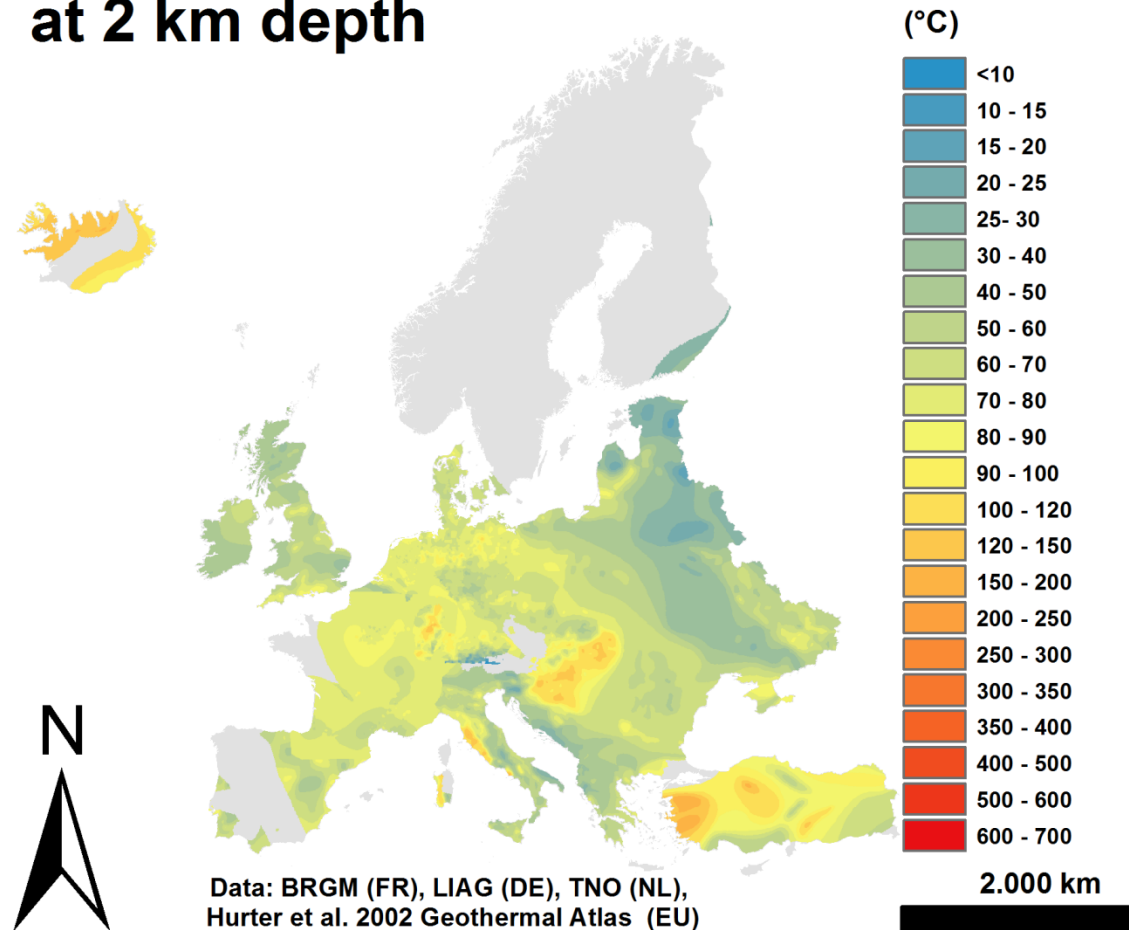 at 2 km depth
(°C)
<10
10 - 15
15 - 20
20 - 25
25- 30
30 - 40
40 - 50
50 - 60
60 - 70
70 - 80
80 - 90
90 - 100
100 - 120
120 - 150
150 - 200
200 - 250
250 - 300
300 - 350
350 - 400
400 - 500
500 - 600
600 - 700
N
2.000 km
Data: BRGM (FR), LIAG (DE), TNO (NL),
Hurter et al. 2002 Geothermal Atlas (EU)